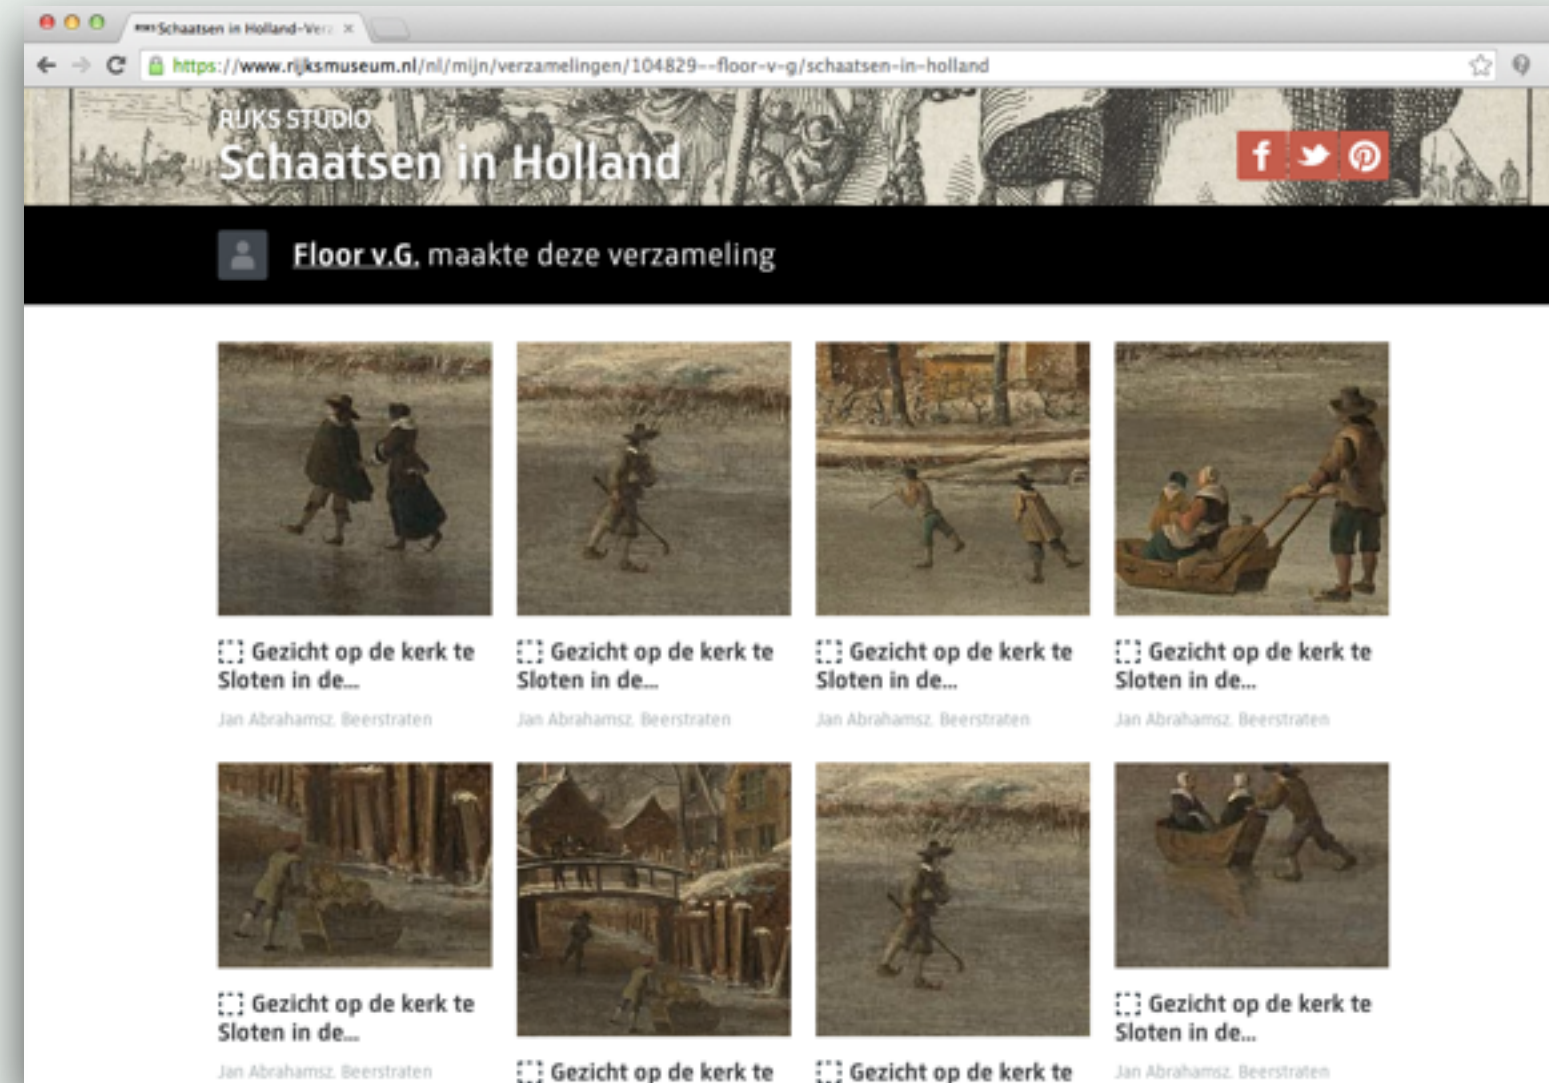 Schaatsen in Holland-Ver
https://www.rijksmuseum.nl/nl/mijn/verzamelingen/104829--floor-v-g/schaatsen-in-holland
RIJKS STUDIO
Schaatsen in Holland
Floor v.G. maakte deze verzameling
Gezicht op de kerk te
Sloten in de...
Jan Abrahamsz. Beerstraten
Gezicht op de kerk te
Sloten in de...
Jan Abrahamsz. Beerstraten
Gezicht op de kerk te
Sloten in de...
Jan Abrahamsz. Beerstraten
Gezicht op de kerk te
Sloten in de...
Jan Abrahamsz. Beerstraten
Gezicht op de kerk te
Sloten in de...
Jan Abrahamsz. Beerstraten
Gezicht op de kerk te
Gezicht op de kerk te
Gezicht op de kerk te
Sloten in de...
Jan Abrahamsz. Beerstraten